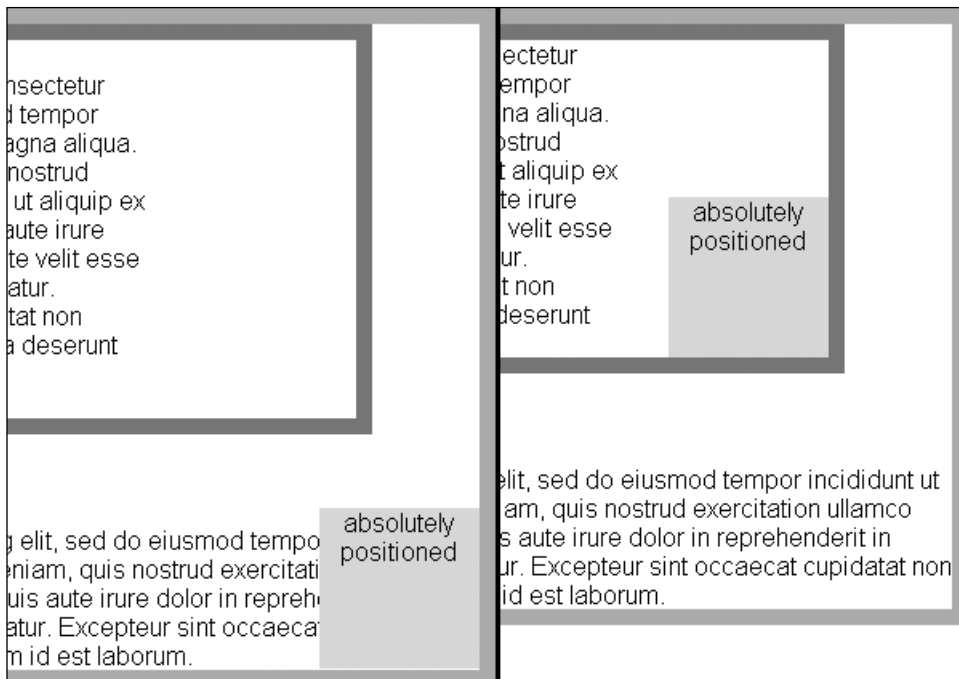 nsectetur
d tempor
agna aliqua.
nostrud
ut aliquip ex
aute irure
te velit esse
atur.
tat non
a deserunt
g elit, sed do eiusmod tempo
eniam, quis nostrud exercitati
uis aute irure dolor in repreh
atur. Excepteur sint occaeca
m id est laborum.
absolutely
positioned
ectetur
empor
na aliqua.
ostrud
t aliquip ex
te irure
velit esse
ur.
t non
deserunt
absolutely
positioned
elit, sed do eiusmod tempor incididunt ut
am, quis nostrud exercitation ullamco
s aute irure dolor in reprehenderit in
ur. Excepteur sint occaecat cupidatat non
id est laborum.